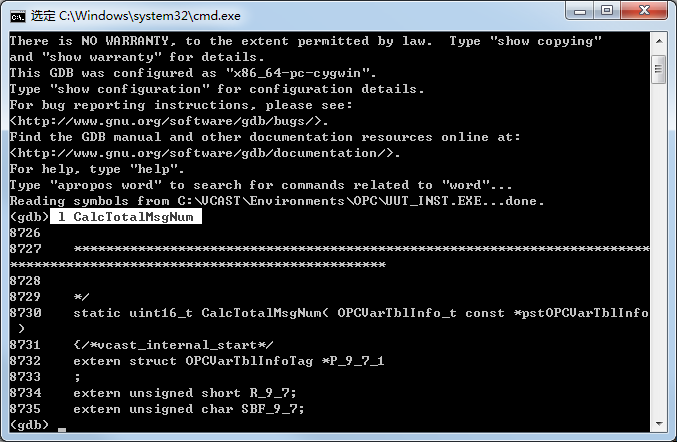 选定 C:\Windows\system32\cmd.exe
There is NO WARRANTY, to the extent permitted by law.  Type "show copying"
and "show warranty" for details.
This GDB was configured as "x86_64-pc-cygwin".
Type "show configuration" for configuration details.
For bug reporting instructions, please see:
<http://www.gnu.org/software/gdb/bugs/>.
Find the GDB manual and other documentation resources online at:
<http://www.gnu.org/software/gdb/documentation/>.
For help, type "help".
Type "apropos word" to search for commands related to "word"...
Reading symbols from C:\VCAST\Environments\OPC\UUT_INST.EXE...done.
(gdb) l CalcTotalMsgNum
8726
8727    *************************************************************************
************************************************
8728
8729    */
8730    static uint16_t CalcTotalMsgNum( OPCVarTblInfo_t const *pstOPCVarTblInfo
 )
8731    {/*vcast_internal_start*/
8732    extern struct OPCVarTblInfoTag *P_9_7_1
8733    ;
8734    extern unsigned short R_9_7;
8735    extern unsigned char SBF_9_7;
(gdb)